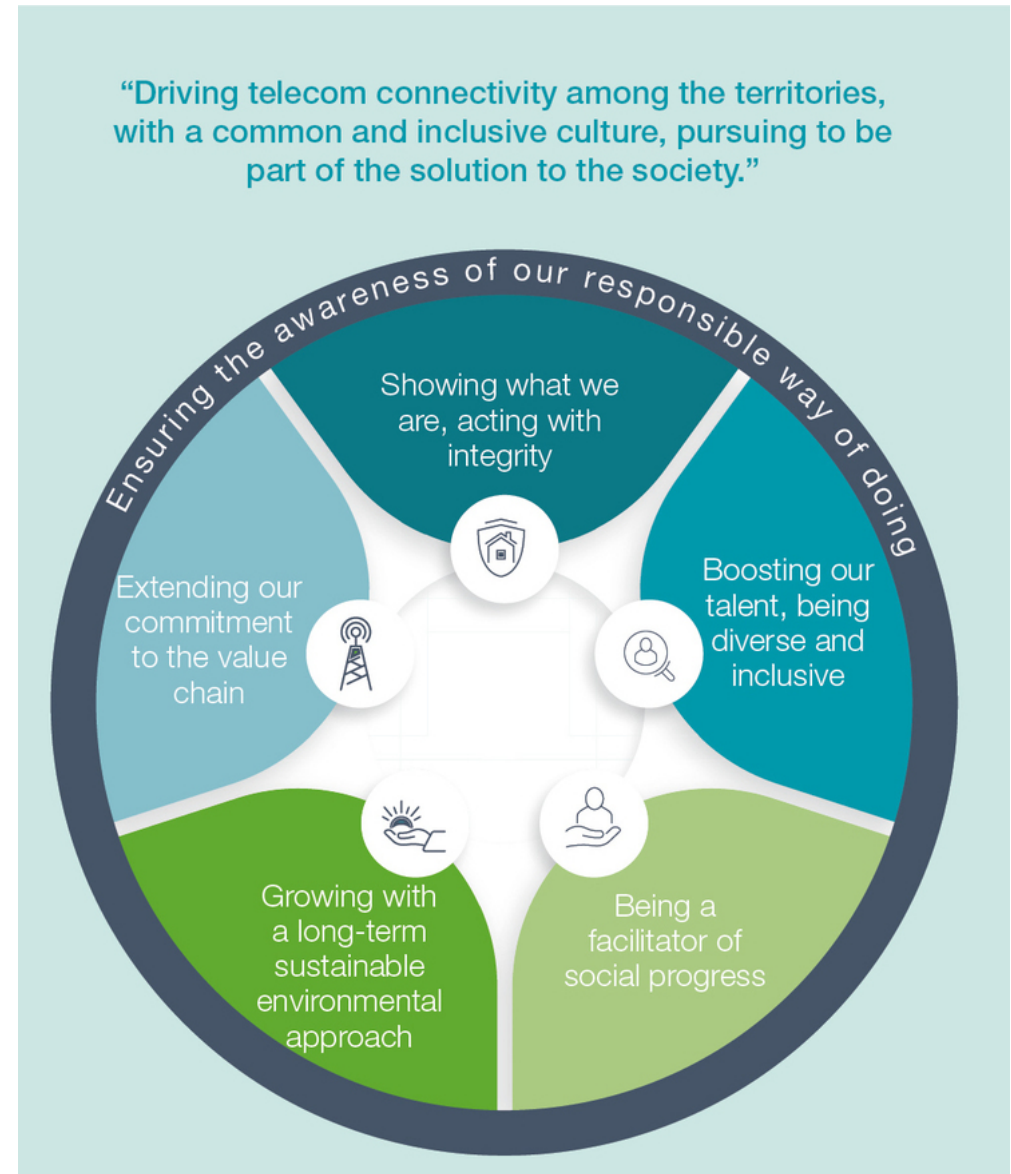 “Driving telecom connectivity among the territories,
with a common and inclusive culture, pursuing to be
part of the solution to the society.”
Ensuring the awareness of our responsible way of doing
Showing what we
are, acting with
integrity
Boosting our
talent, being
diverse and
inclusive
Being a
facilitator of
social progress
Growing with
a long-term
sustainable
environmental
approach
Extending our
commitment
to the value
chain